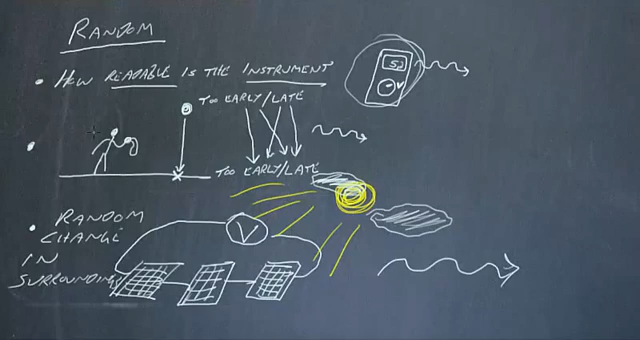 RANDOM
• HOW READABLE IS THE INSTRUMENT
TOO EARLY/LATE
TOO EARLY/LATE
• RANDOM
CHANGE
IN
SURROUNDINGS
V